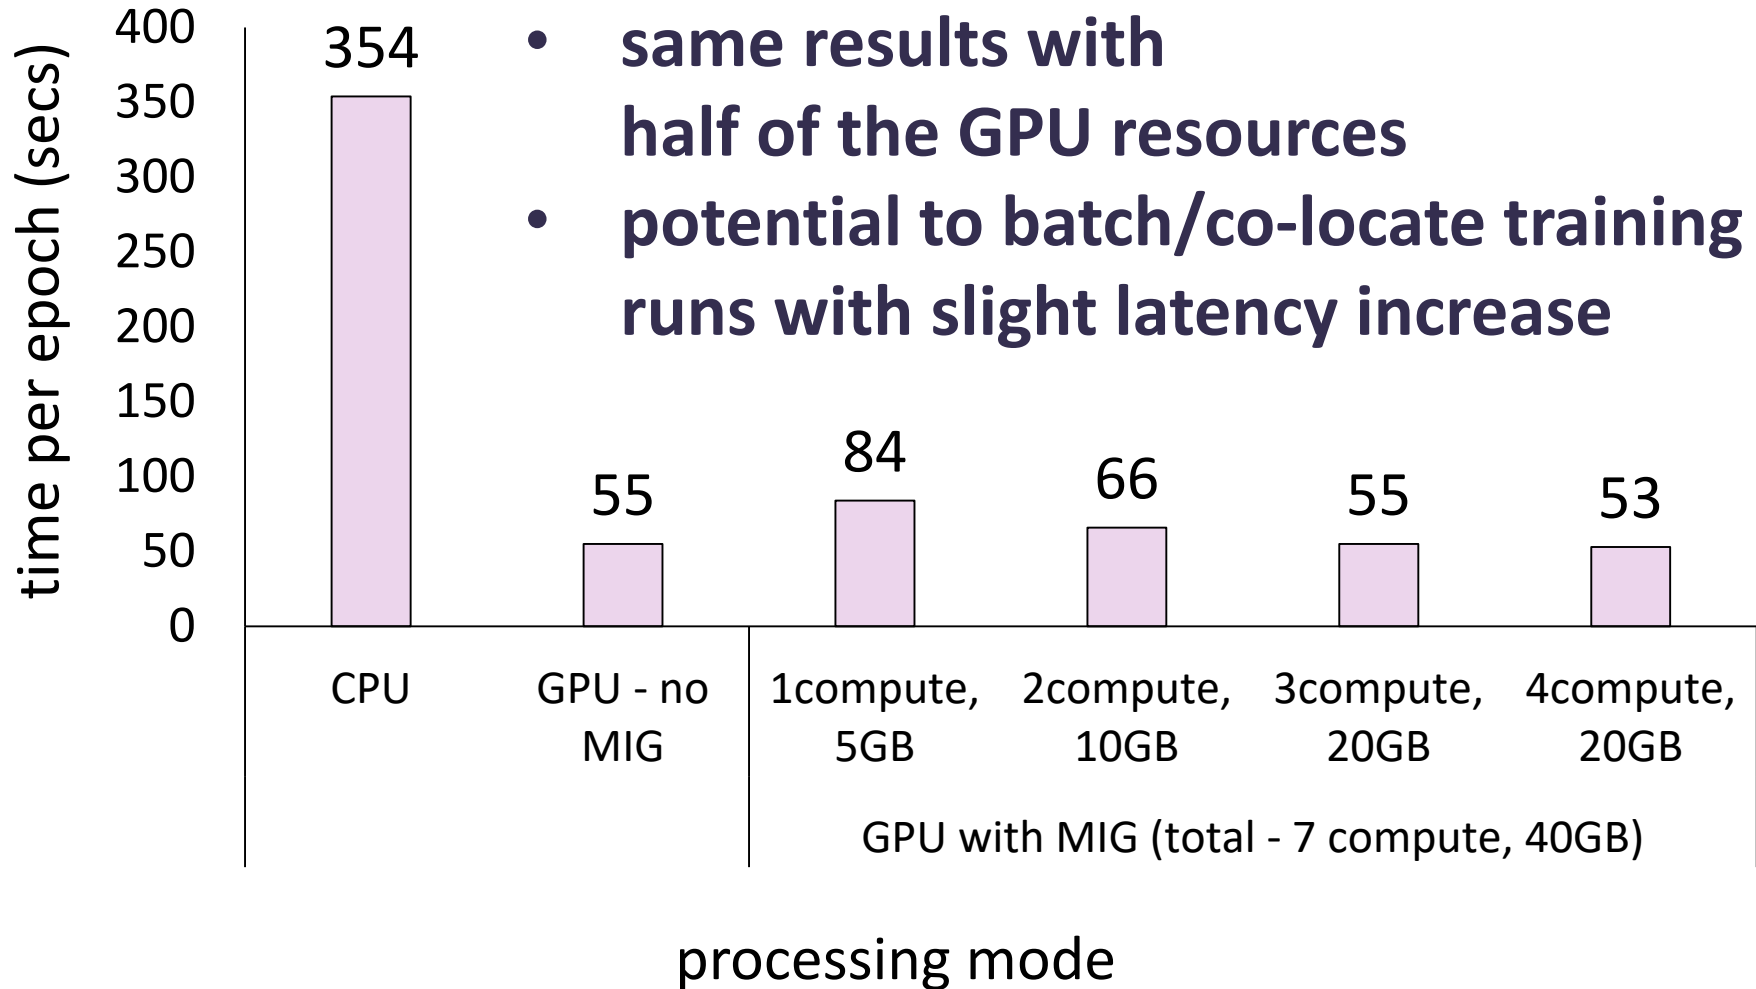 time per epoch (secs)
400
350
300
250
200
150
100
50
0
• same results with
half of the GPU resources
• potential to batch/co-locate training
runs with slight latency increase
354
55
84
66
55
53
CPU
GPU - no
MIG
1compute,
5GB
2compute,
10GB
3compute,
20GB
4compute,
20GB
GPU with MIG (total - 7 compute, 40GB)
processing mode